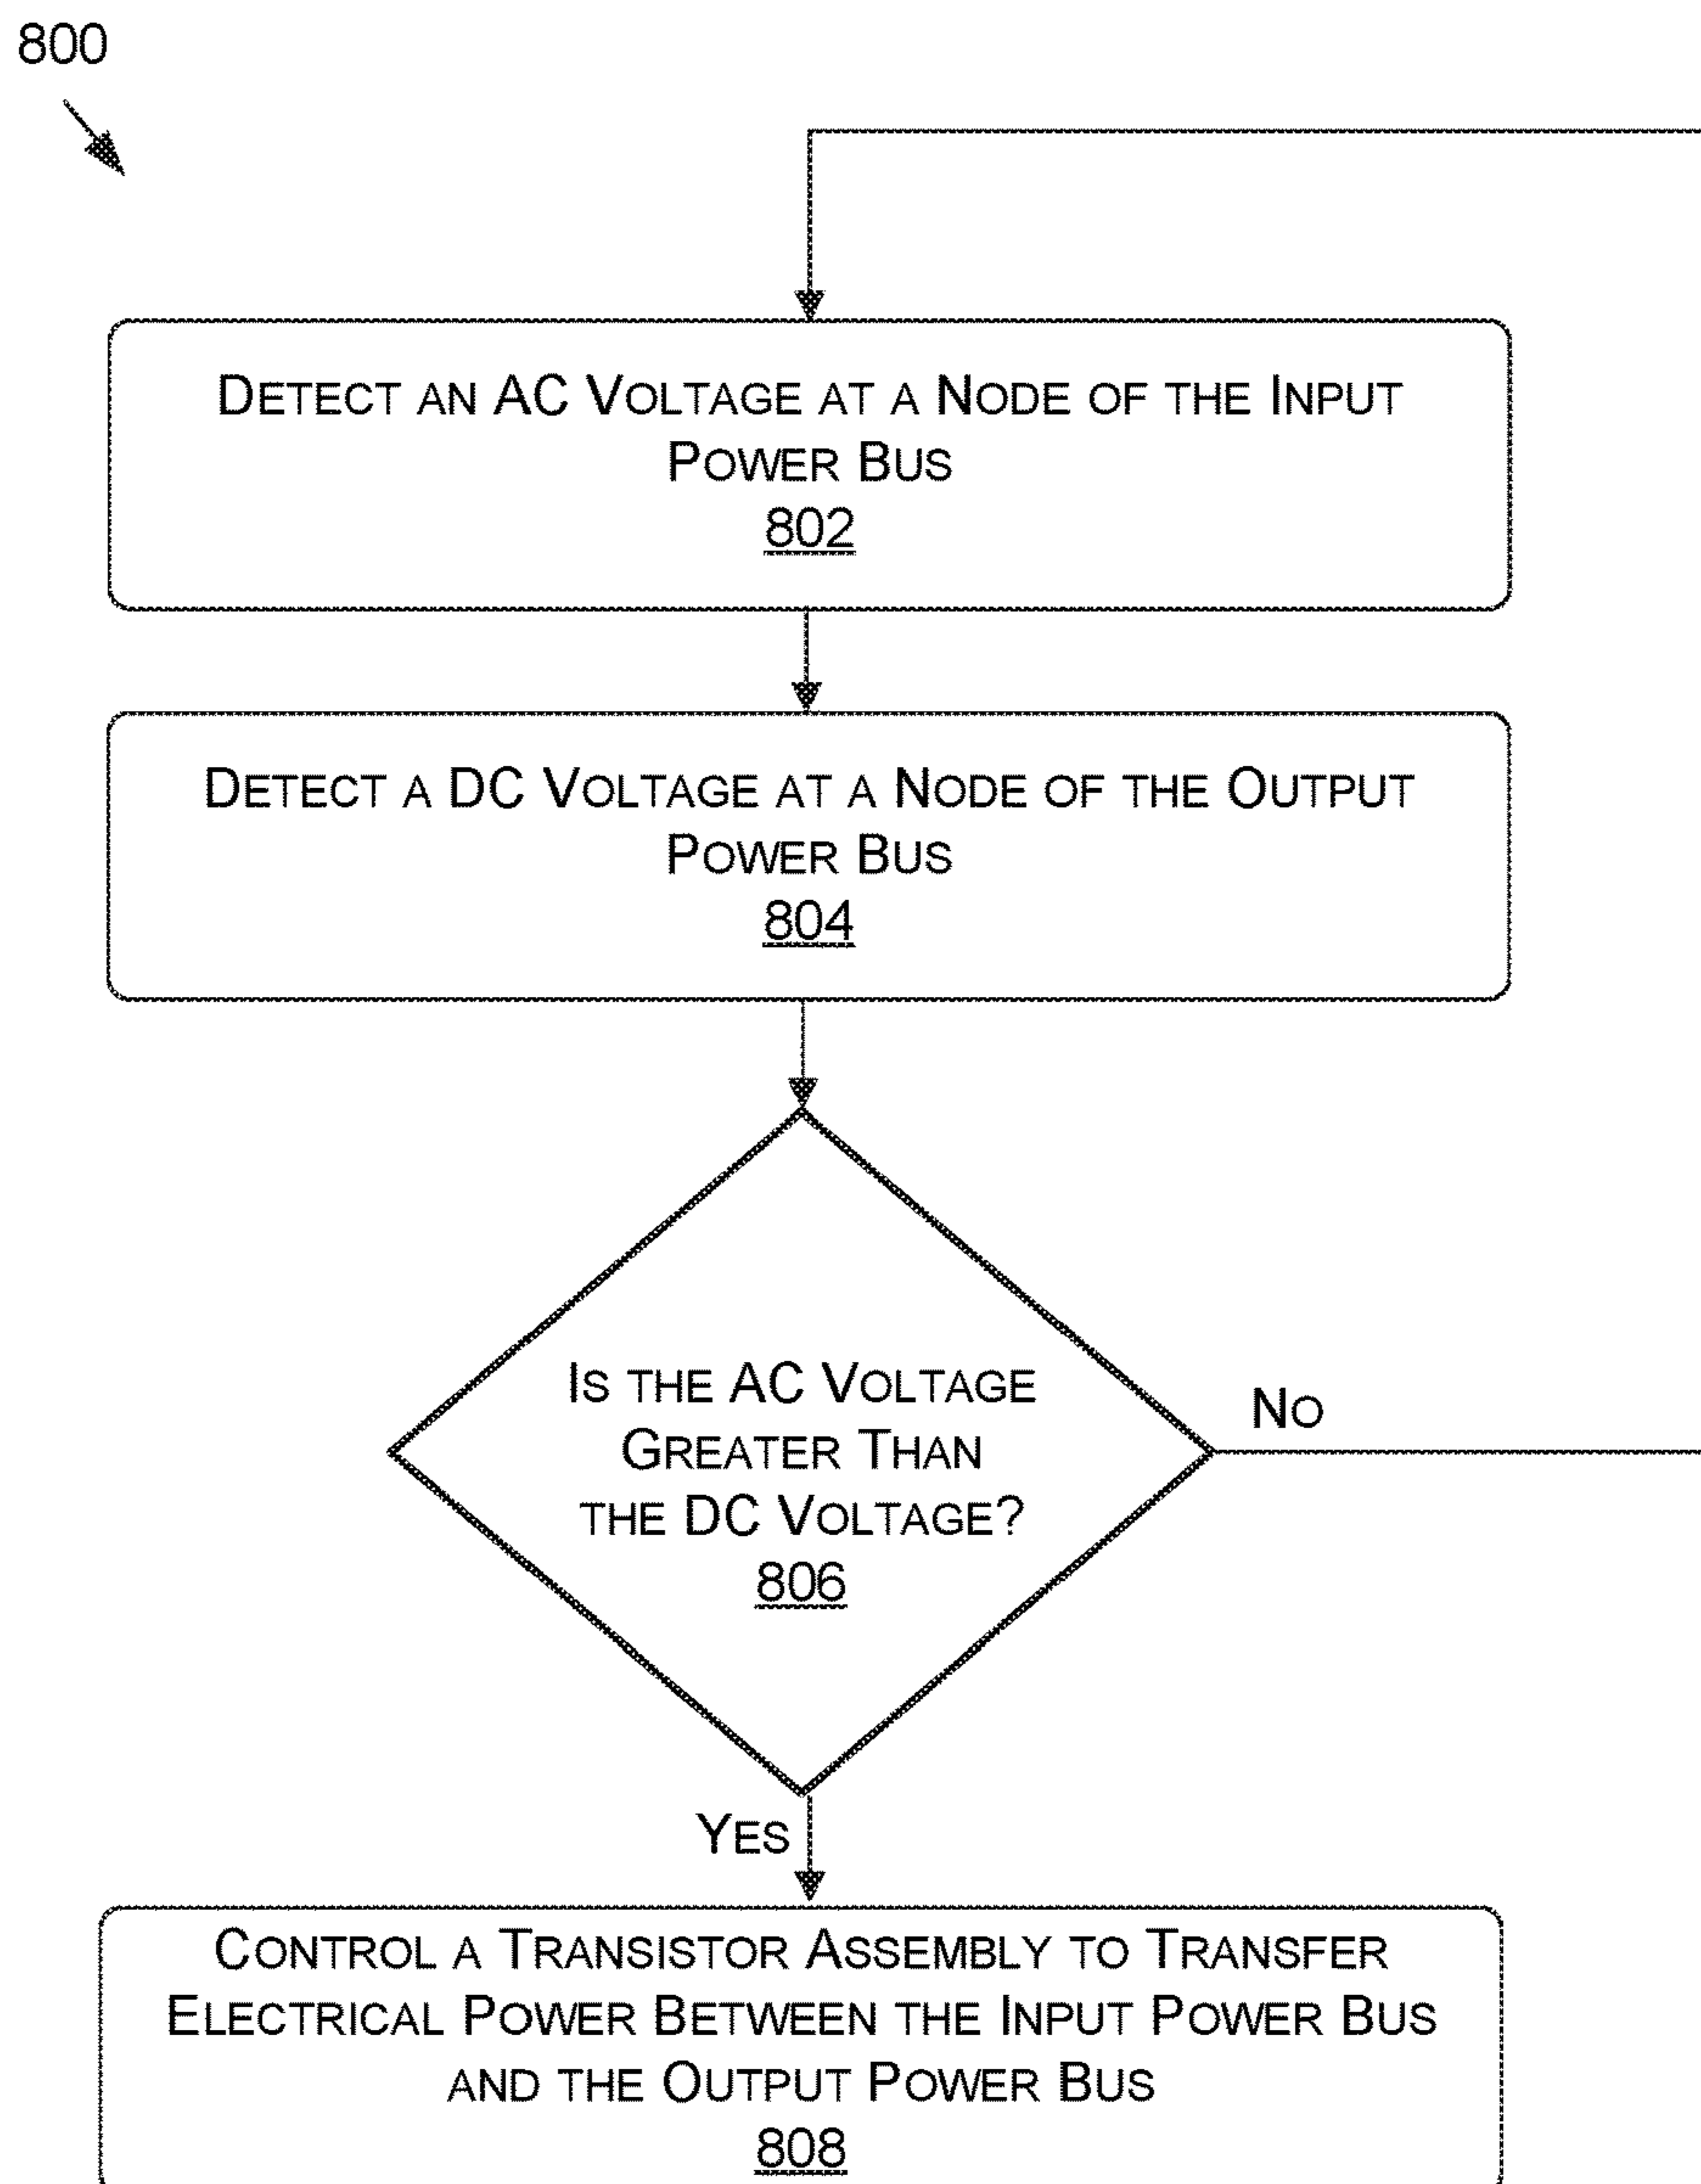 800
DETECT AN AC VOLTAGE AT A NODE OF THE INPUT
POWER BUS
802
DETECT A DC VOLTAGE AT A NODE OF THE OUTPUT
POWER BUS
804
IS THE AC VOLTAGE
GREATER THAN
THE DC VOLTAGE?
806
NO
YES
CONTROL A TRANSISTOR ASSEMBLY TO TRANSFER
ELECTRICAL POWER BETWEEN THE INPUT POWER BUS
AND THE OUTPUT POWER BUS
808